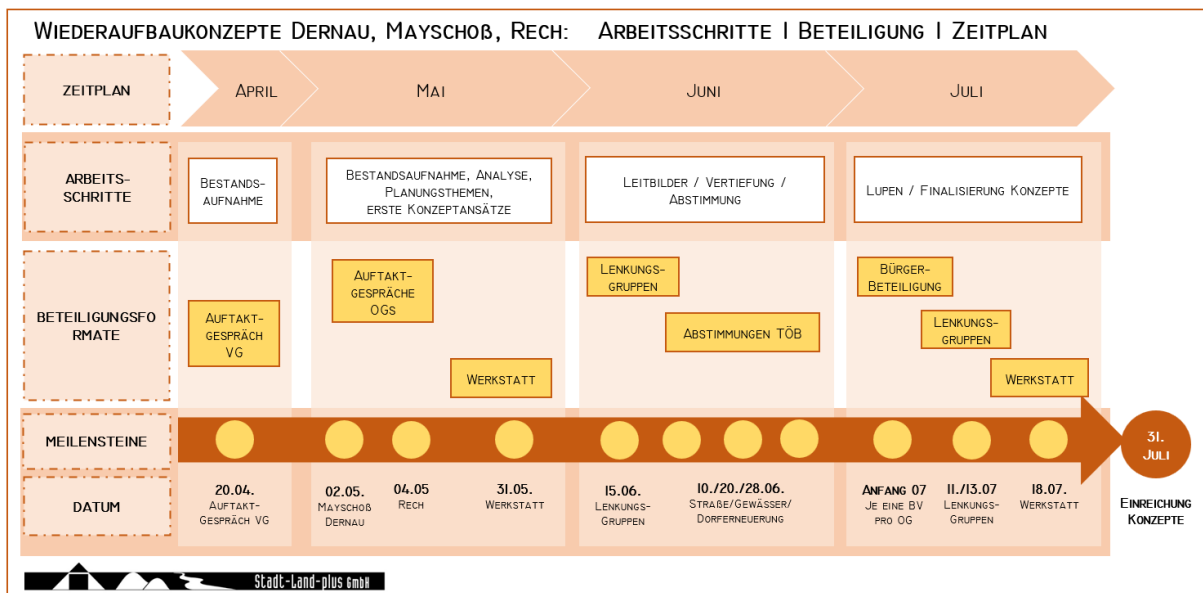 Wiederaufbaukonzepte Dernau, Mayschoß, Rech: Arbeitsschritte | Beteiligung | Zeitplan
Zeitplan
April
Mai
Juni
Juli
Arbeits-
schritte
Bestands-
aufnahme
Bestandsaufnahme, Analyse,
Planungsthemen,
erste Konzeptansätze
Leitbilder / Vertiefung /
Abstimmung
Lupen / Finalisierung Konzepte
Beteiligungsfo
rmate
Auftakt-
gespräch
VG
Auftakt-
gespräche
OGs
Werkstatt
Lenkungs-
gruppen
Abstimmungen TÖB
Bürger-
Beteiligung
Lenkungs-
gruppen
Werkstatt
Meilensteine
31.
Juli
Datum
20.04.
Auftakt-
Gespräch VG
02.05.
Mayschoß
Dernau
04.05
Rech
31.05.
Werkstatt
15.06.
Lenkungs-
Gruppen
10./20./28.06.
Straße/Gewässer/
Dorferneuerung
Anfang 07
Je eine BV
pro OG
11./13.07
Lenkungs-
Gruppen
18.07.
Werkstatt
Einreichung
Konzepte
Stadt-Land-plus GmbH